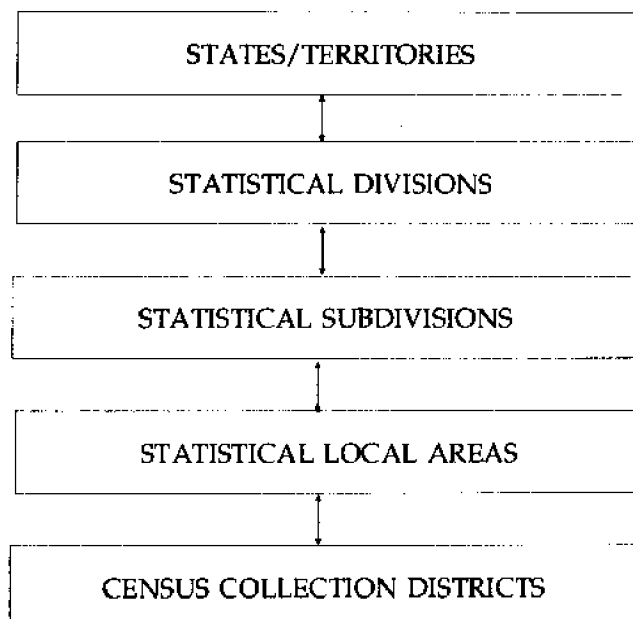 STATES/TERRITORIES
STATISTICAL DIVISIONS
STATISTICAL SUBDIVISIONS
STATISTICAL LOCAL AREAS
CENSUS COLLECTION DISTRICTS